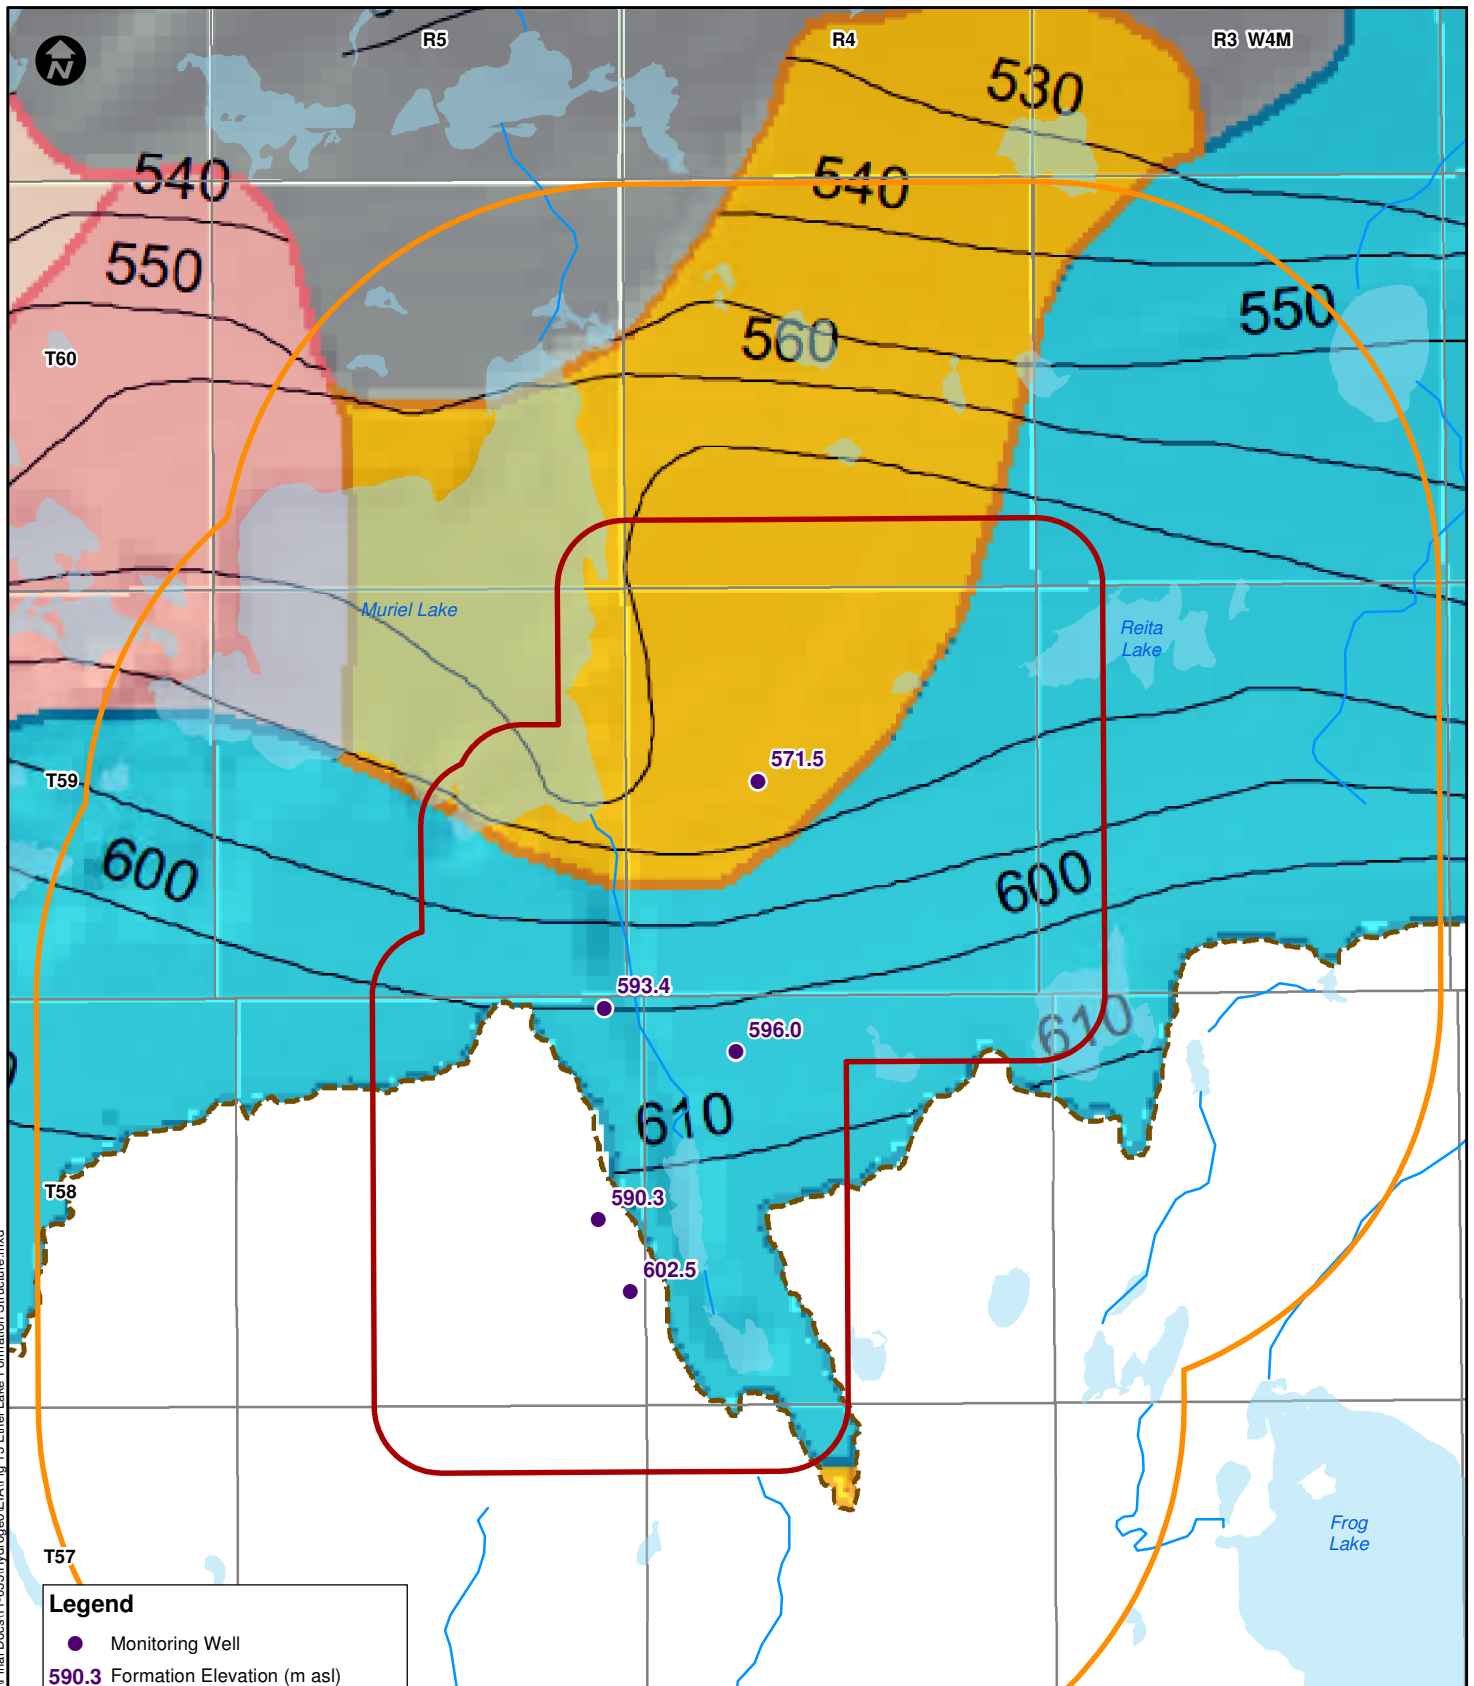 N
R5
R4
R3 W4M
530
540
540
550
550
560
T60
Muriel Lake
Reita
Lake
571.5
T59
600
600
593.4
596.0
610
610
T58
590.3
602.5
Frog
Lake
T57
Legend
Monitoring Well
590.3 Formation Elevation (m asl)